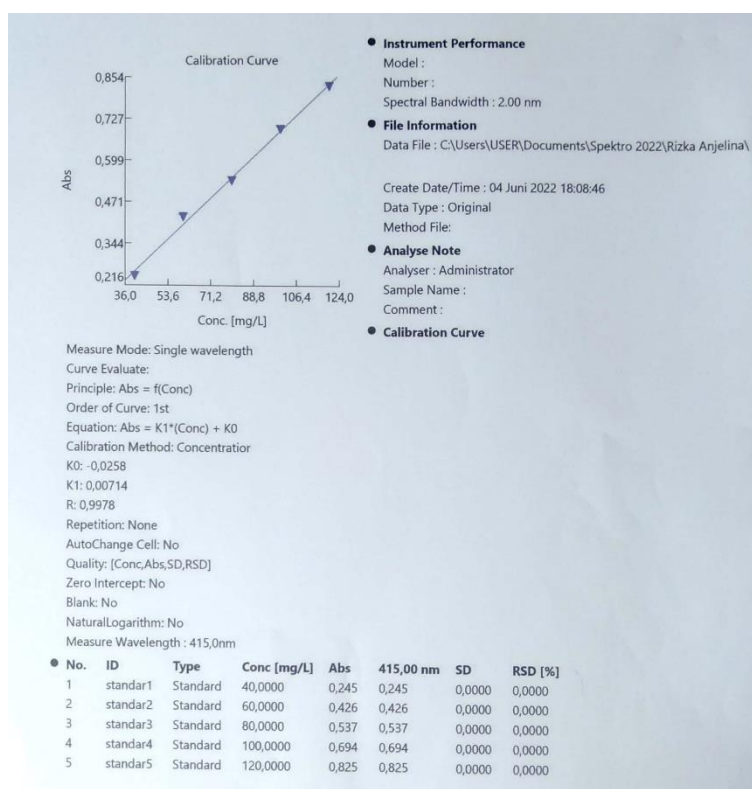 Calibration Curve
0,854
0,727
0,599
0,471
0,344
0,216
Abs
36,0 53,6 71,2 88,8 106,4 124,0
Conc. [mg/L]
Instrument Performance
Model :
Number :
Spectral Bandwidth : 2.00 nm
File Information
Data File : C:\Users\USER\Documents\Spektro 2022\Rizka Anjelina\
Create Date/Time : 04 Juni 2022 18:08:46
Data Type : Original
Method File:
Analyse Note
Analyser : Administrator
Sample Name :
Comment :
Calibration Curve
Measure Mode: Single wavelength
Curve Evaluate:
Principle: Abs = f(Conc)
Order of Curve: 1st
Equation: Abs = K1*(Conc) + K0
Calibration Method: Concentratior
K0: -0,0258
K1: 0,00714
R: 0,9978
Repetition: None
AutoChange Cell: No
Quality: [Conc,Abs,SD,RSD]
Zero Intercept: No
Blank: No
NaturalLogarithm: No
Measure Wavelength : 415,0nm
No. ID Type Conc [mg/L] Abs 415,00 nm SD RSD [%]
1 standar1 Standard 40,0000 0,245 0,245 0,0000 0,0000
2 standar2 Standard 60,0000 0,426 0,426 0,0000 0,0000
3 standar3 Standard 80,0000 0,537 0,537 0,0000 0,0000
4 standar4 Standard 100,0000 0,694 0,694 0,0000 0,0000
5 standar5 Standard 120,0000 0,825 0,825 0,0000 0,0000